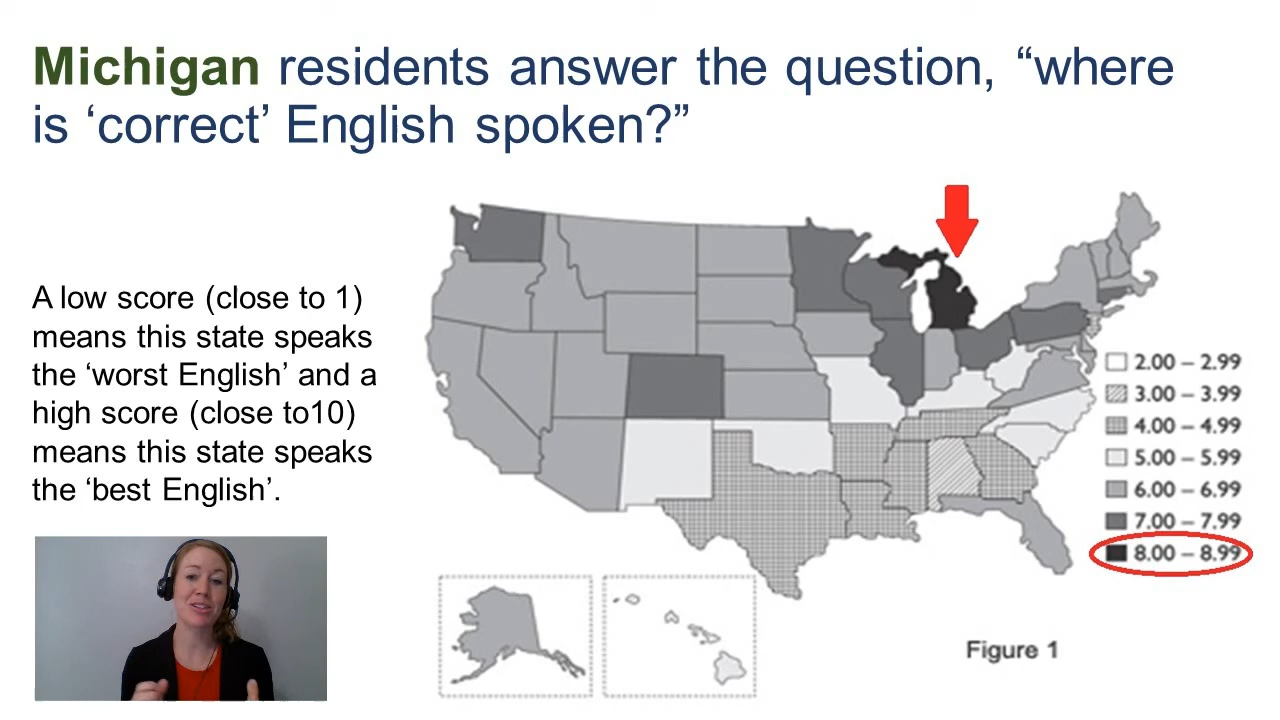 Michigan residents answer the question, “where
is ‘correct’ English spoken?”
A low score (close to 1)
means this state speaks
the ‘worst English’ and a
high score (close to10)
means this state speaks
the ‘best English’.
2.00 – 2.99
3.00 – 3.99
4.00 – 4.99
5.00 – 5.99
6.00 – 6.99
7.00 – 7.99
8.00 – 8.99
Figure 1